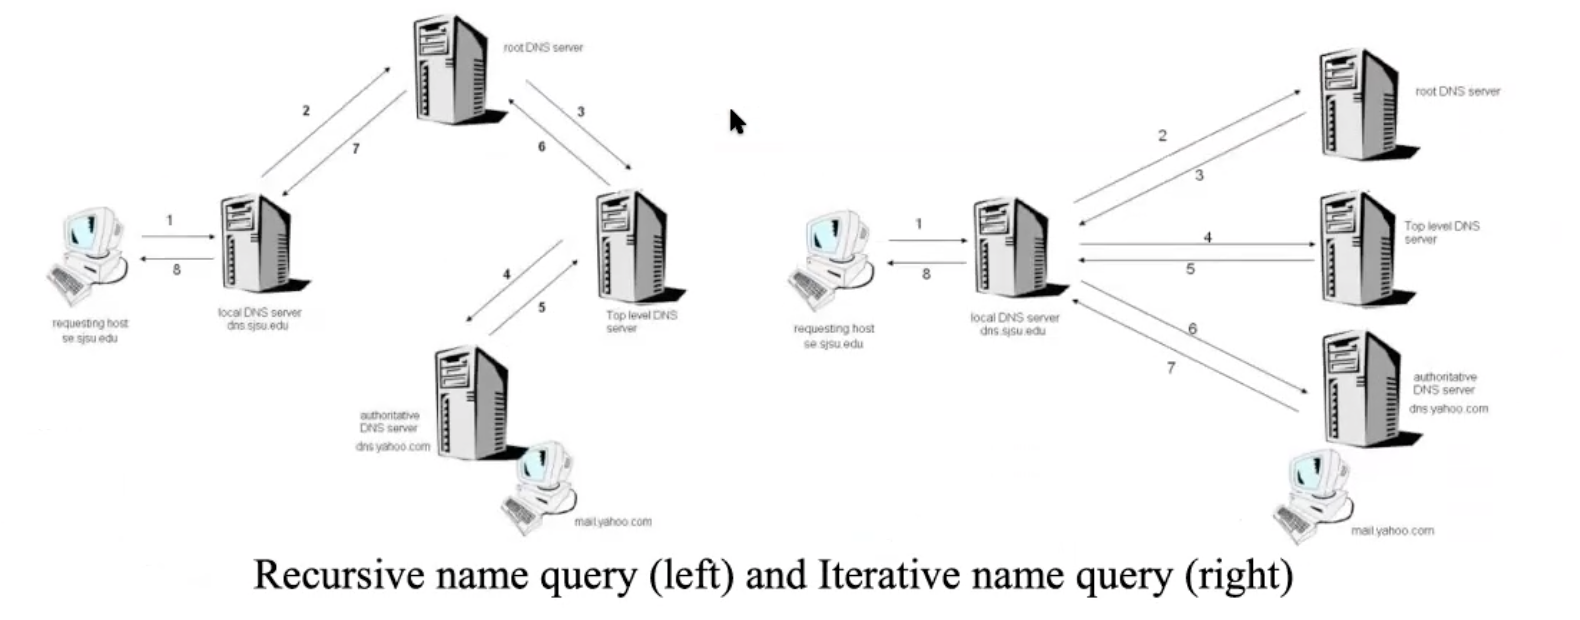 root DNS server
2
3
7
6
1
8
4
5
local DNS server
dns.sjsu.edu
requesting host
se.sjsu.edu
Top level DNS
server
authoritative
DNS server
dns.yahoo.com
mail.yahoo.com
root DNS server
2
3
1
8
4
5
Top level DNS
server
local DNS server
dns.sjsu.edu
requesting host
se.sjsu.edu
6
7
authoritative
DNS server
dns.yahoo.com
mail.yahoo.com
Recursive name query (left) and Iterative name query (right)